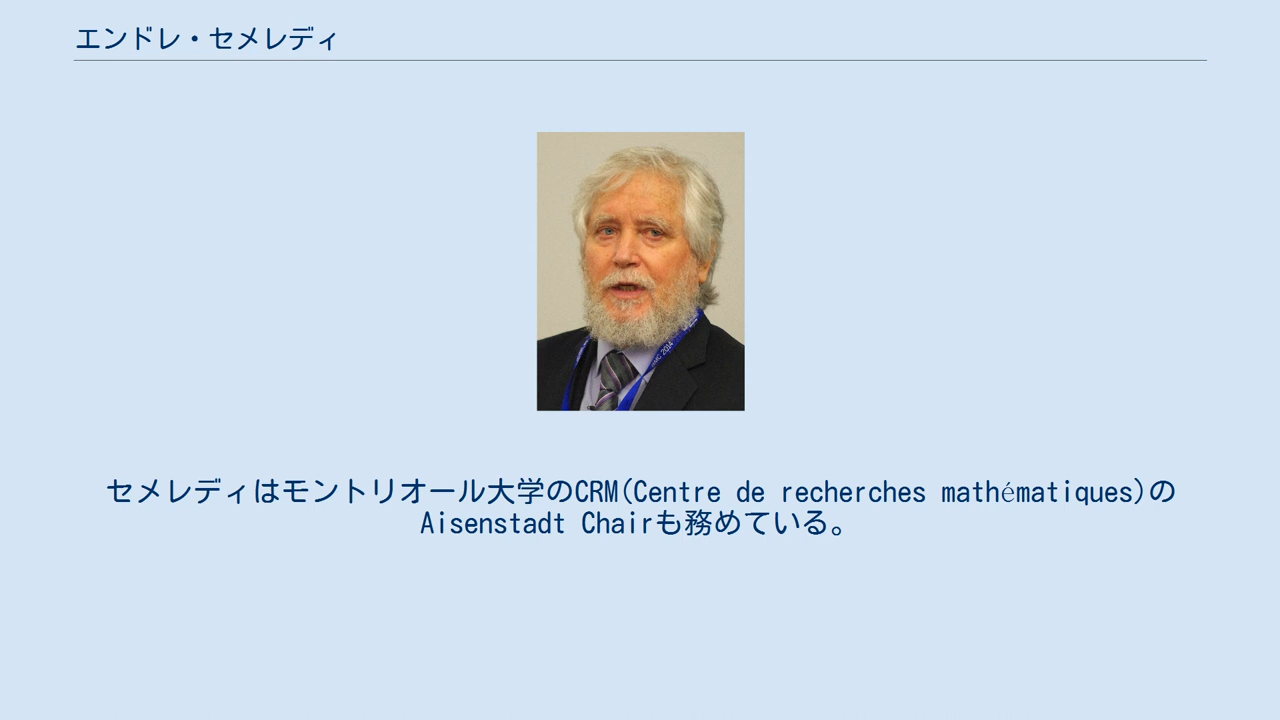 エンドレ・セメレディ
IMC 2014
セメレディはモントリオール大学のCRM(Centre de recherches mathématiques)の
Aisenstadt Chairも務めている。